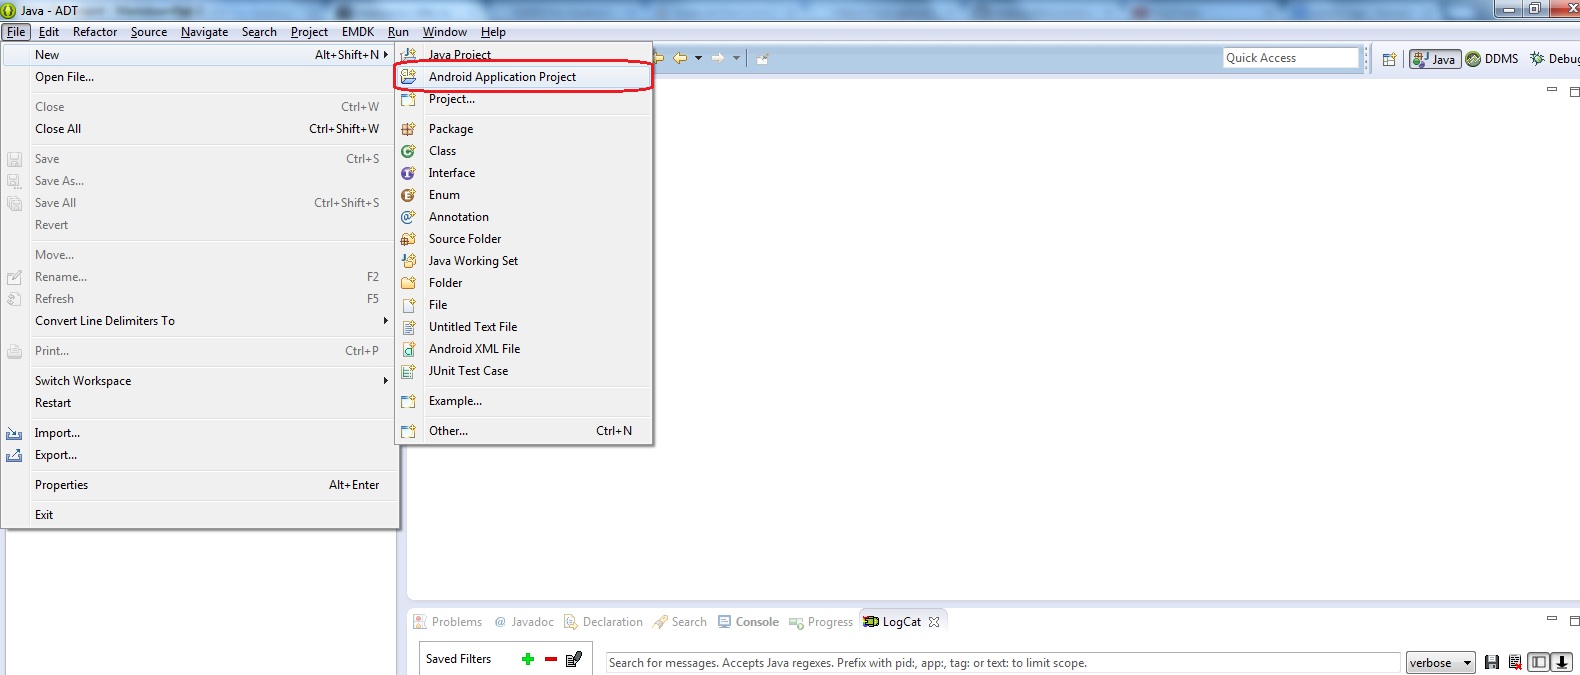 Java - ADT
File Edit Refactor Source Navigate Search Project EMDK Run Window Help
New Alt+Shift+N
Open File...
Close Ctrl+W
Close All Ctrl+Shift+W
Save Ctrl+S
Save As...
Save All Ctrl+Shift+S
Revert
Move...
Rename... F2
Refresh F5
Convert Line Delimiters To
Print... Ctrl+P
Switch Workspace
Restart
Import...
Export...
Properties Alt+Enter
Exit
Java Project
Android Application Project
Project...
Package
Class
Interface
Enum
Annotation
Source Folder
Java Working Set
Folder
File
Untitled Text File
Android XML File
JUnit Test Case
Example...
Other... Ctrl+N
Quick Access
Java DDMS Debug
Problems @ Javadoc Declaration Search Console Progress LogCat
Saved Filters
Search for messages. Accepts Java regexes. Prefix with pid:, app:, tag: or text: to limit scope.
verbose